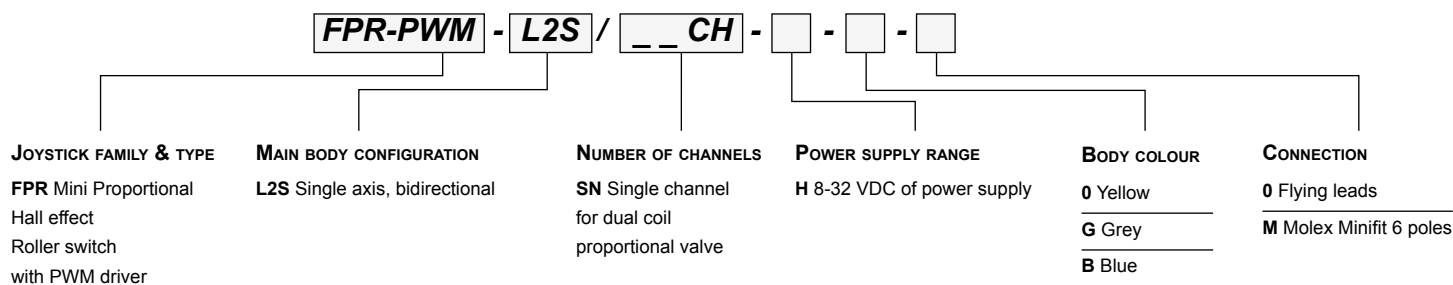 FPR-PWM - L2S / _ _ CH - - -
JOYSTICK FAMILY & TYPE
FPR Mini Proportional
Hall effect
Roller switch
with PWM driver
MAIN BODY CONFIGURATION
L2S Single axis, bidirectional
NUMBER OF CHANNELS
SN Single channel
for dual coil
proportional valve
POWER SUPPLY RANGE
H 8-32 VDC of power supply
BODY COLOUR
0 Yellow
G Grey
B Blue
CONNECTION
0 Flying leads
M Molex Minifit 6 poles